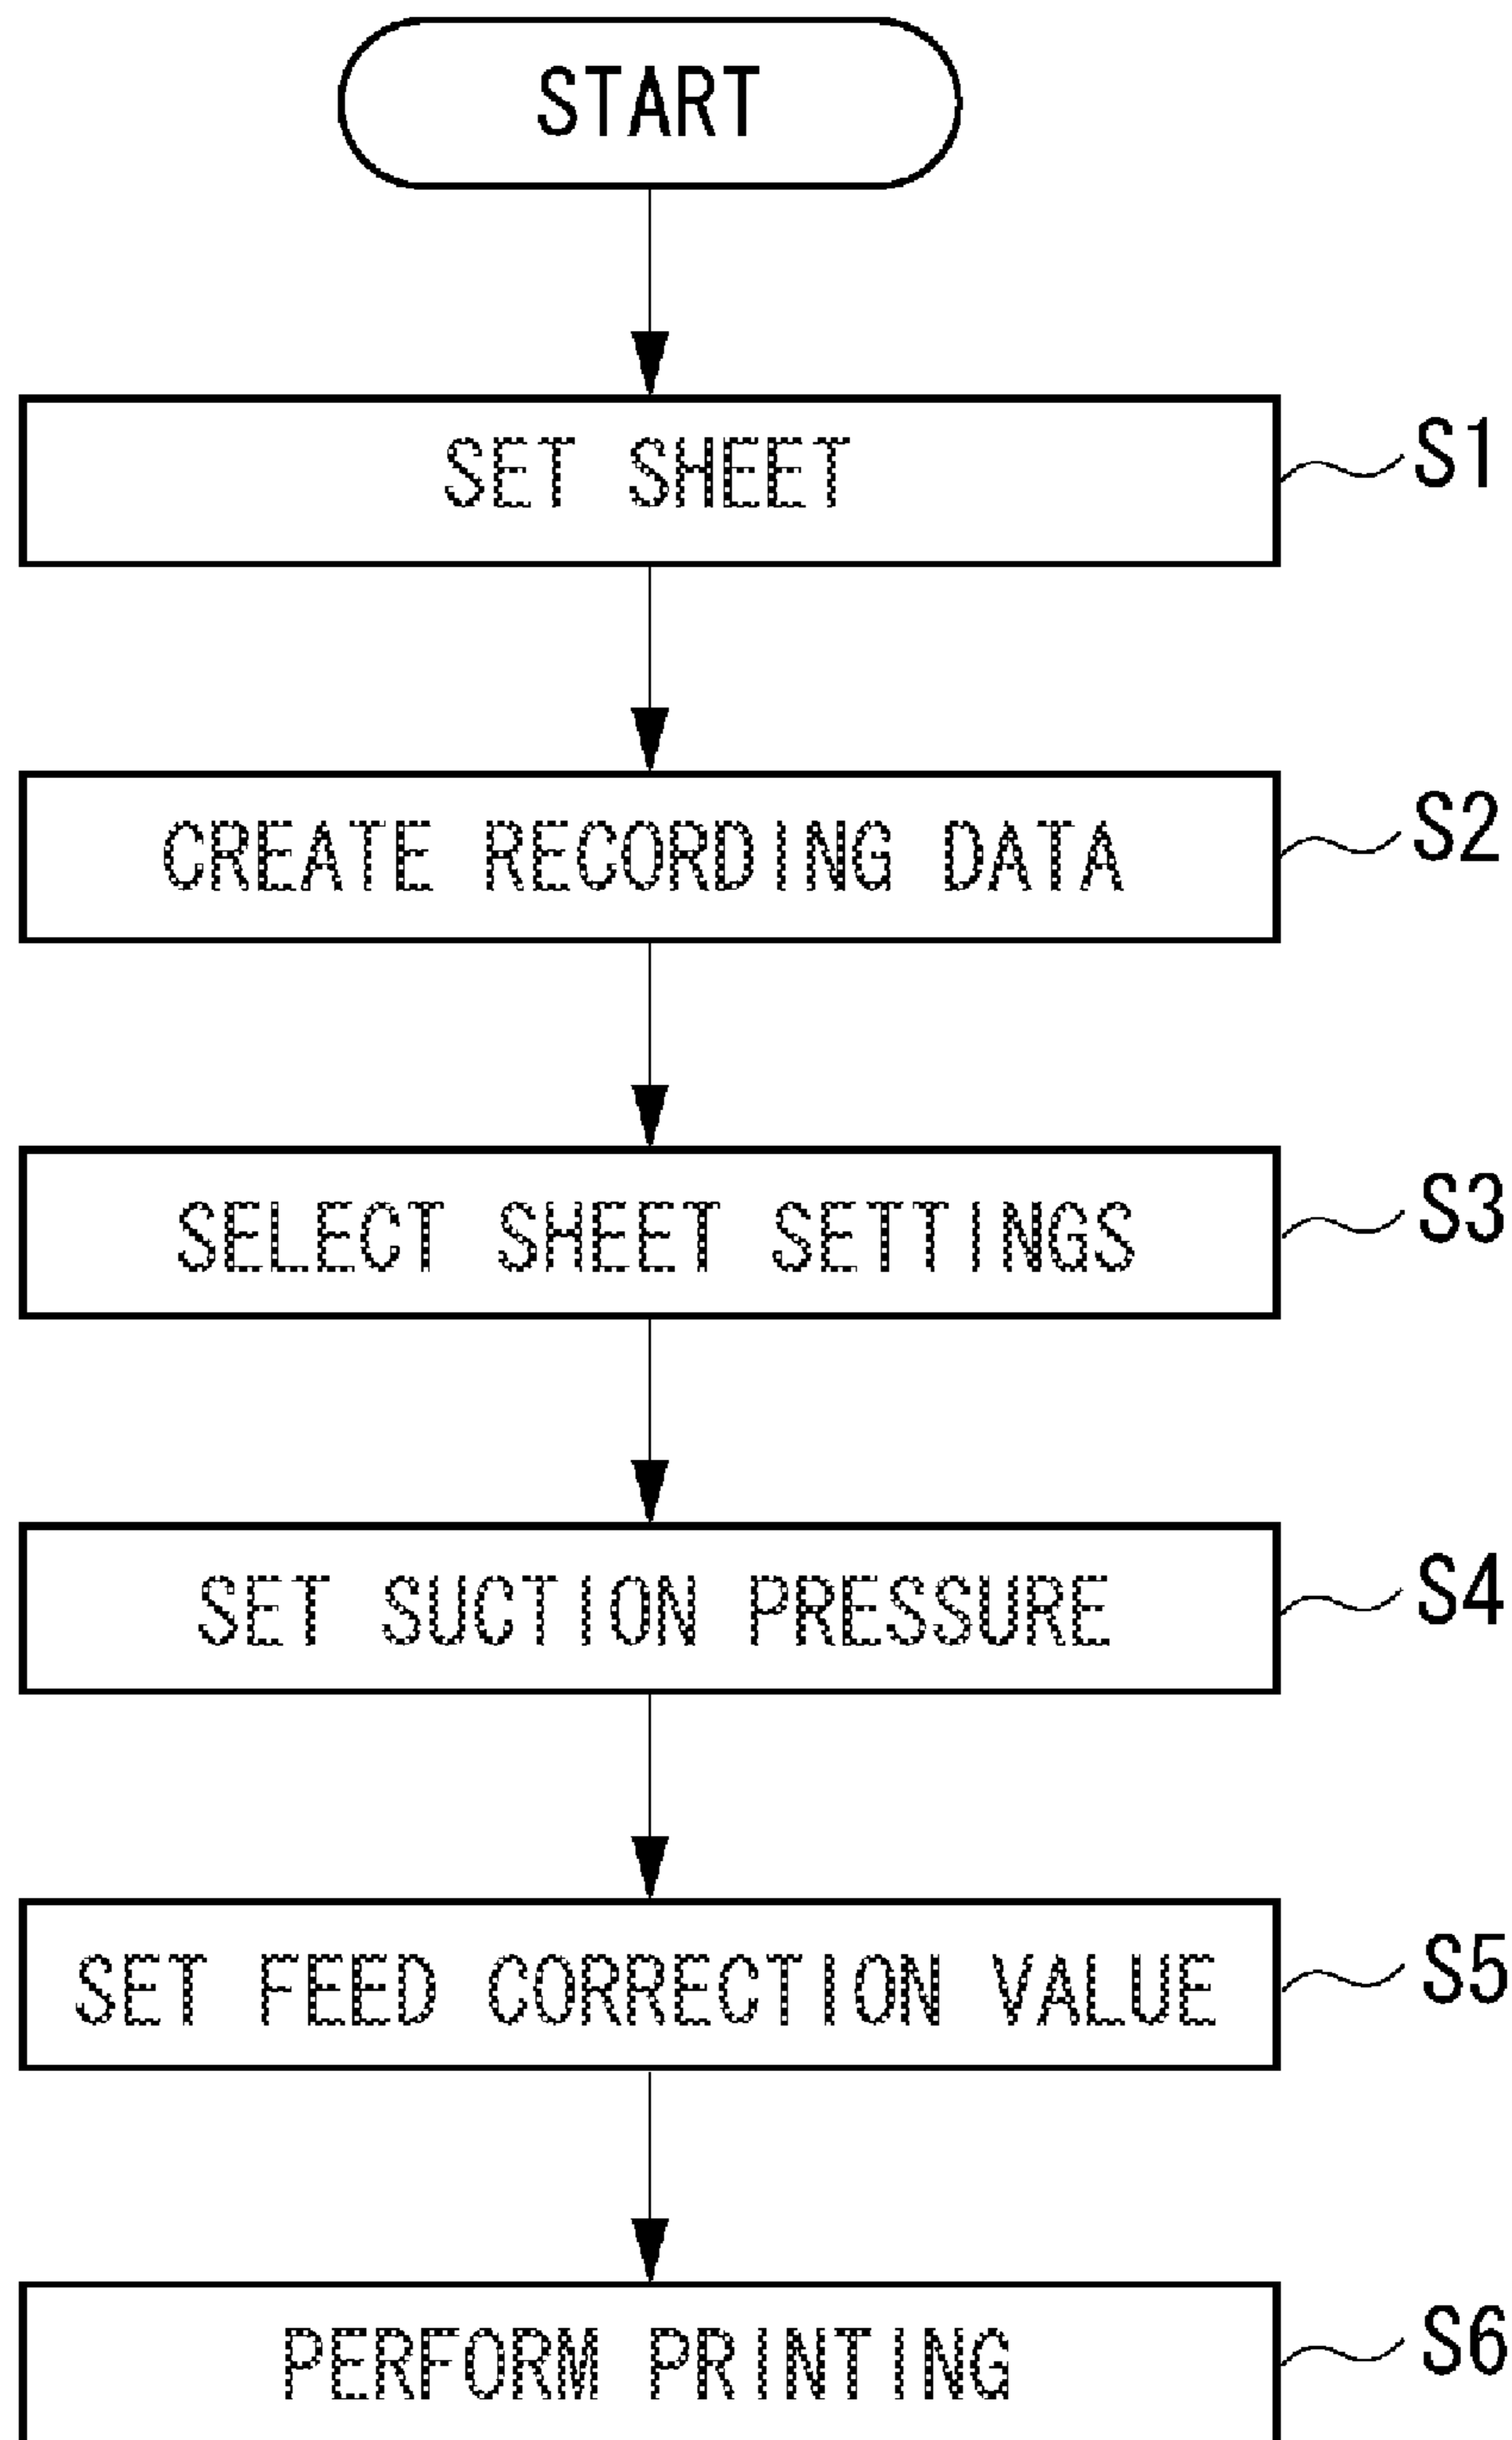 START
SET SHEET S1
CREATE RECORDING DATA S2
SELECT SHEET SETTINGS S3
SET SUCTION PRESSURE S4
SET FEED CORRECTION VALUE S5
PERFORM PRINTING S6